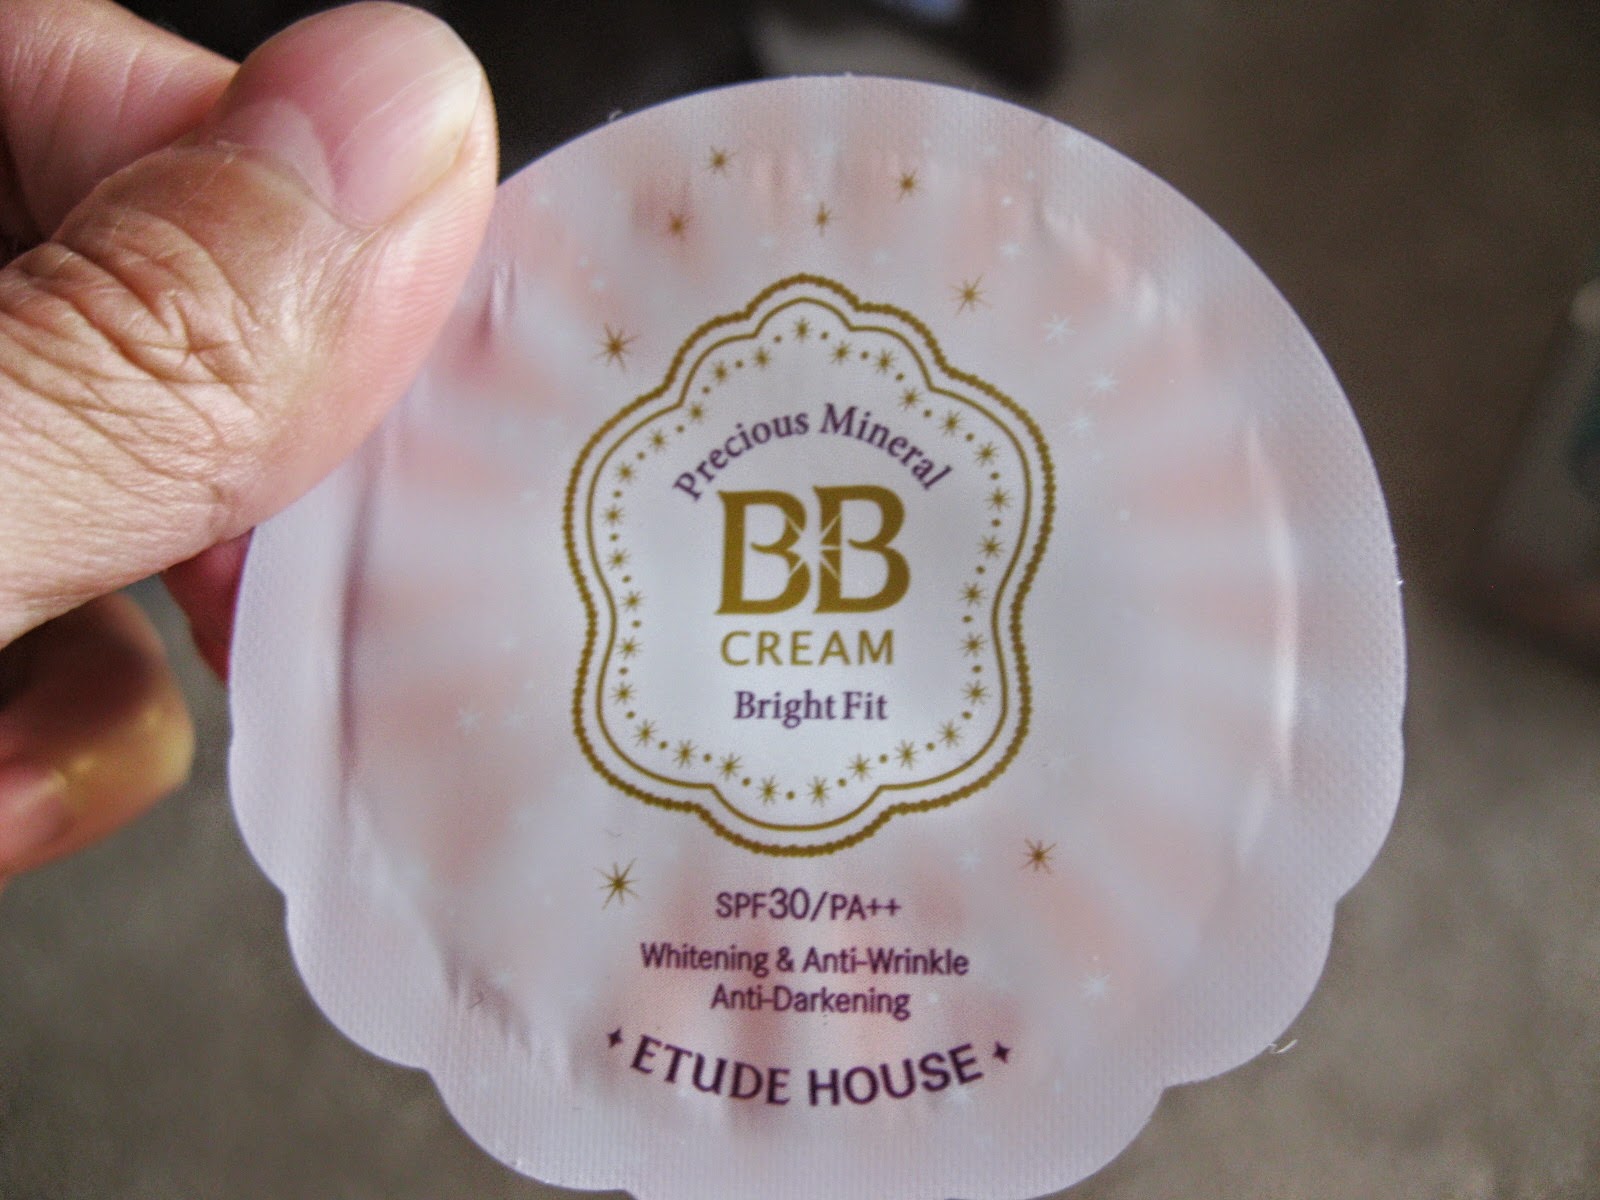 Precious Mineral
BB
CREAM
Bright Fit
SPF30/PA++
Whitening & Anti-Wrinkle
Anti-Darkening
ETUDE HOUSE